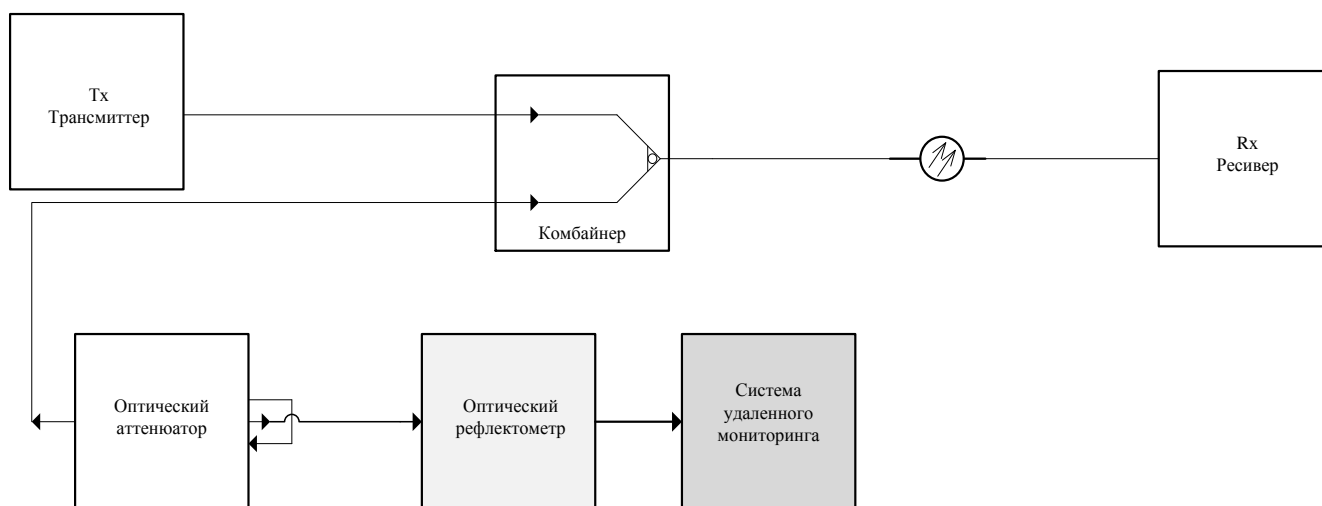 Tx
Трансмиттер
Rx
Ресивер
Комбайнер
Оптический
аттенюатор
Оптический
рефлектометр
Система
удаленного
мониторинга